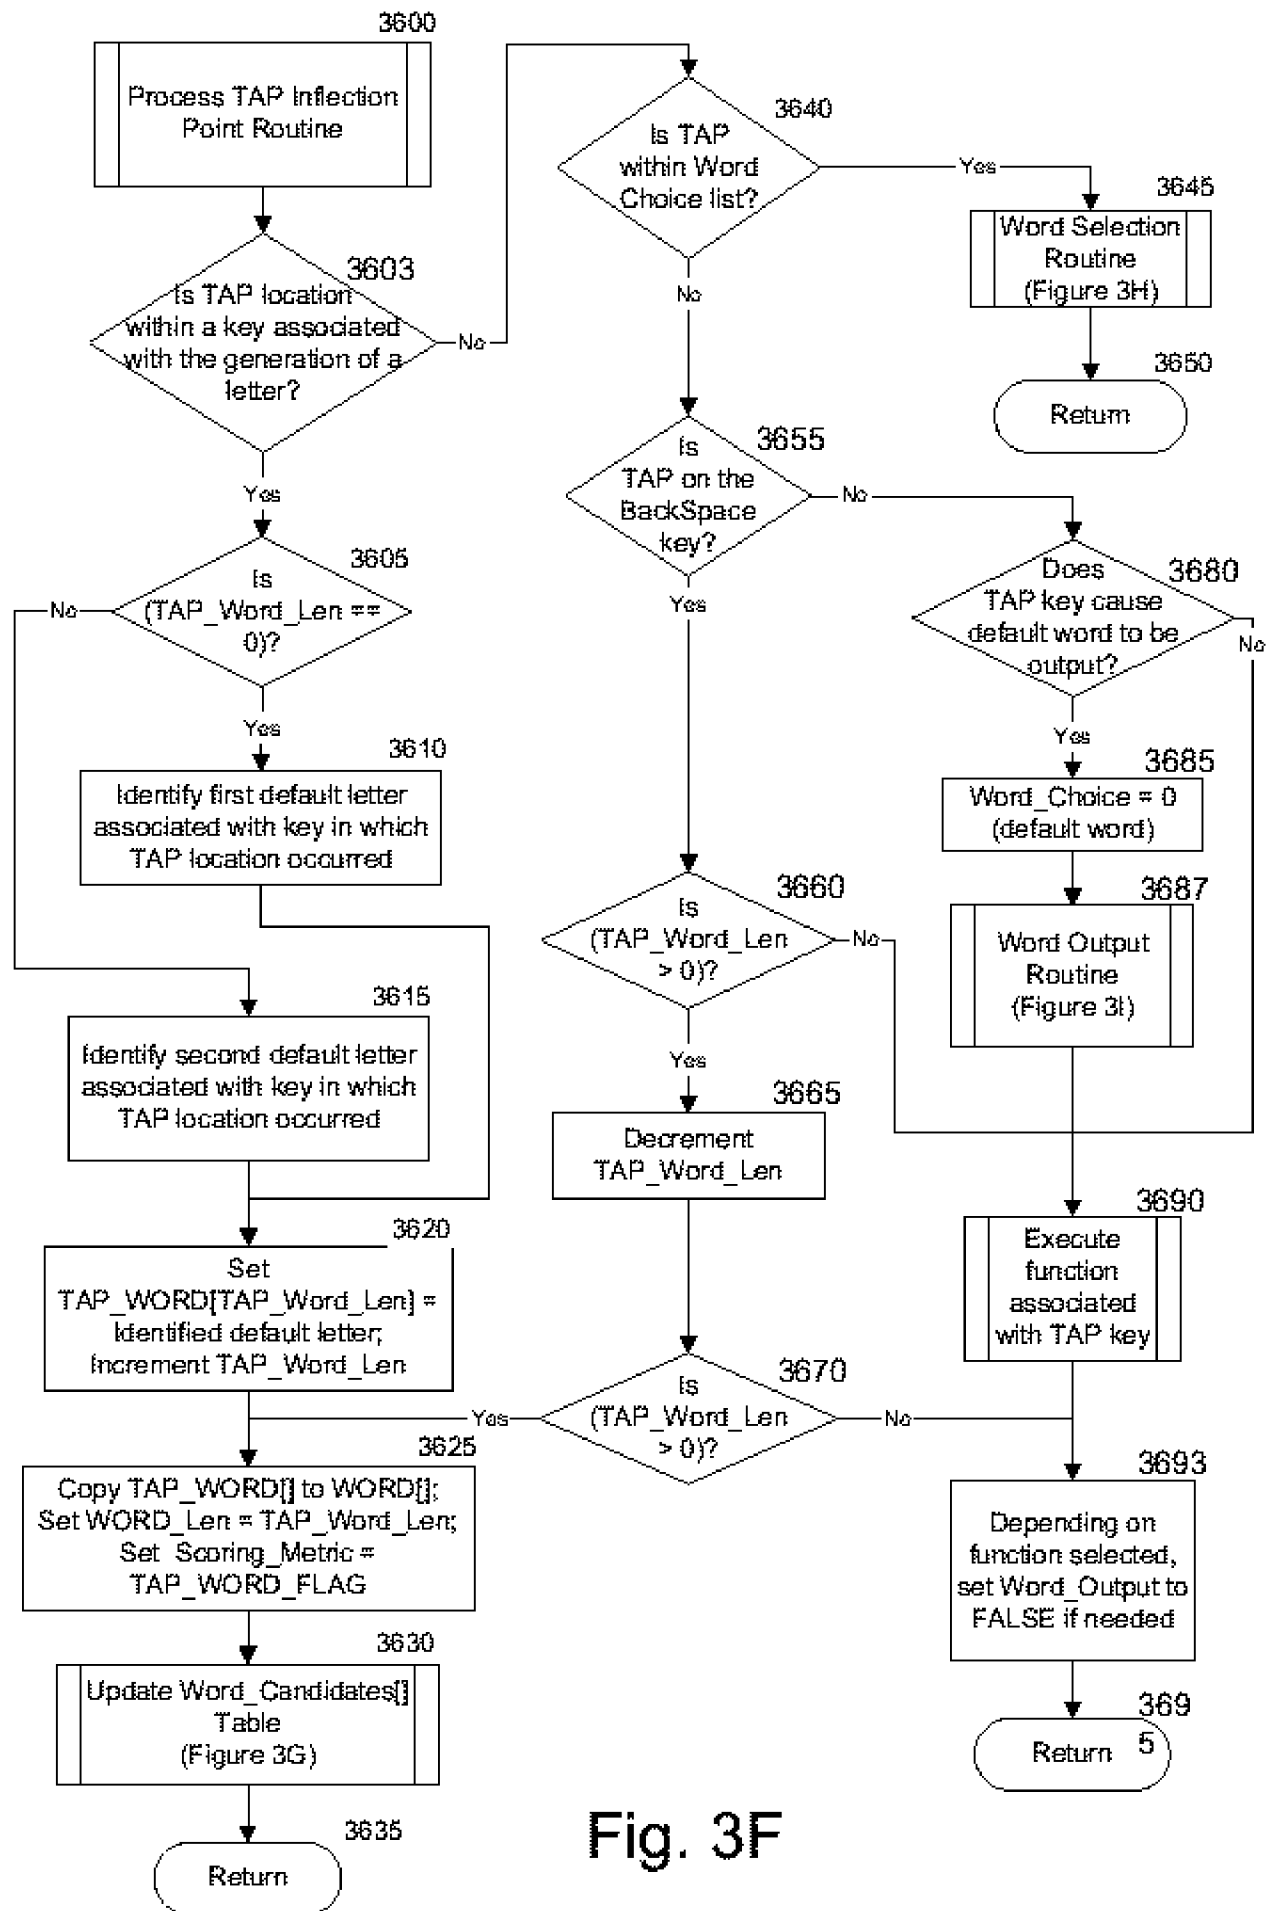 3600
Process TAP Inflection
Point Routine
3603
Is TAP location
within a key associated
with the generation of a
letter?
No
Yes
3605
Is
(TAP_Word_Len ==
0)?
No
Yes
3610
Identify first default letter
associated with key in which
TAP location occurred
3615
Identify second default letter
associated with key in which
TAP location occurred
3620
Set
TAP_WORD[TAP_Word_Len] =
Identified default letter;
Increment TAP_Word_Len
3625
Copy TAP_WORD[] to WORD[];
Set WORD_Len = TAP_Word_Len;
Set Scoring_Metric =
TAP_WORD_FLAG
3630
Update Word_Candidates[]
Table
(Figure 3G)
3635
Return
3640
Is TAP
within Word
Choice list?
Yes
No
3645
Word Selection
Routine
(Figure 3H)
3650
Return
3655
Is
TAP on the
BackSpace
key?
No
Yes
3660
Is
(TAP_Word_Len
> 0)?
No
Yes
3665
Decrement
TAP_Word_Len
3670
Is
(TAP_Word_Len
> 0)?
Yes
No
3680
Does
TAP key cause
default word to be
output?
No
Yes
3685
Word_Choice = 0
(default word)
3687
Word Output
Routine
(Figure 3I)
3690
Execute
function
associated
with TAP key
3693
Depending on
function selected,
set Word_Output to
FALSE if needed
369
5
Return
Fig. 3F